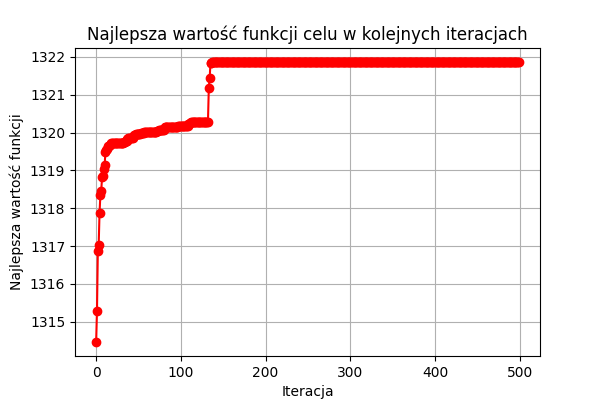 Najlepsza wartość funkcji celu w kolejnych iteracjach
Najlepsza wartość funkcji
1322
1321
1320
1319
1318
1317
1316
1315
0 100 200 300 400 500
Iteracja